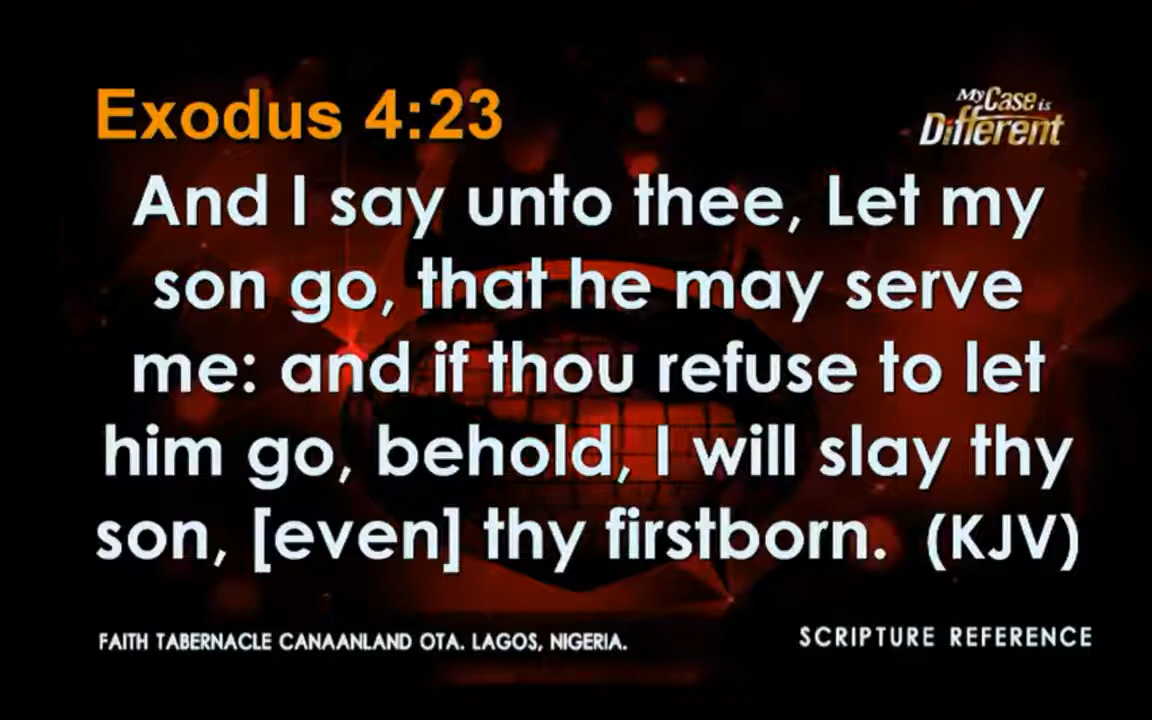 Exodus 4:23
My Case is
Different
And I say unto thee, Let my
son go, that he may serve
me: and if thou refuse to let
him go, behold, I will slay thy
son, [even] thy firstborn. (KJV)
FAITH TABERNACLE CANAANLAND OTA. LAGOS, NIGERIA.
SCRIPTURE REFERENCE